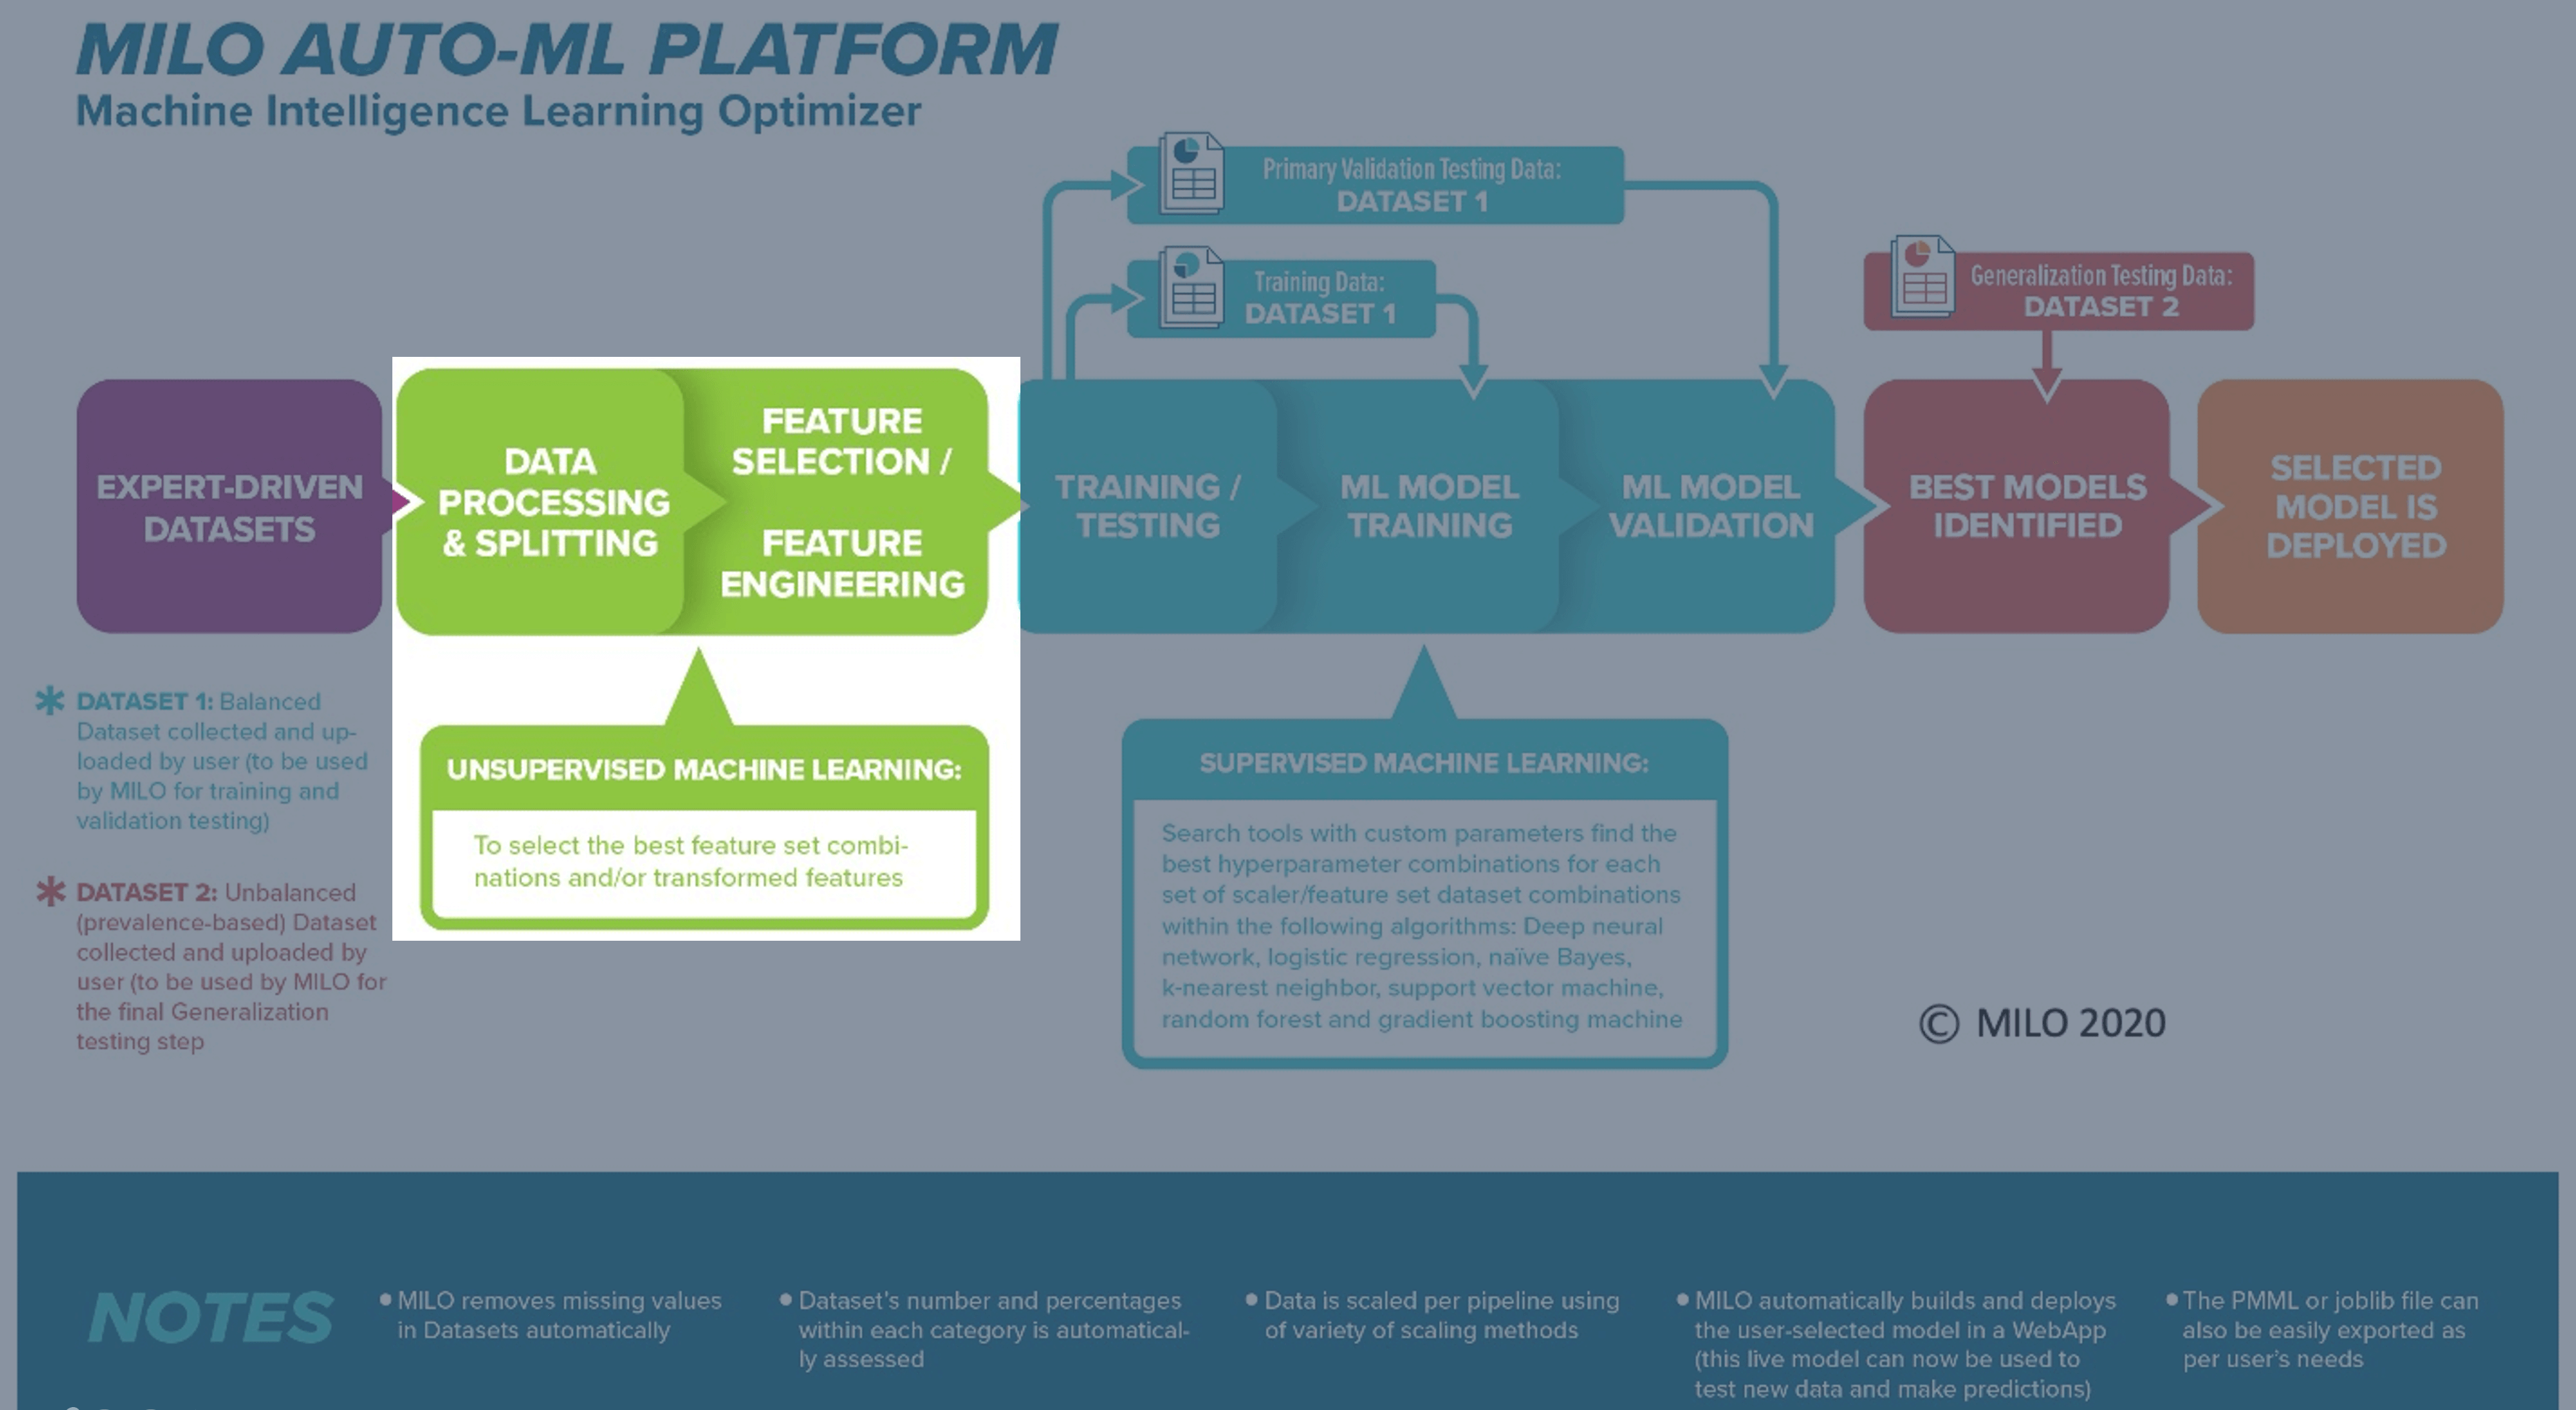 MILO AUTO-ML PLATFORM
Machine Intelligence Learning Optimizer
Primary Validation Testing Data:
DATASET 1
Training Data:
DATASET 1
Generalization Testing Data:
DATASET 2
EXPERT-DRIVEN
DATASETS
DATA
PROCESSING
& SPLITTING
FEATURE
SELECTION /
FEATURE
ENGINEERING
TRAINING /
TESTING
ML MODEL
TRAINING
ML MODEL
VALIDATION
BEST MODELS
IDENTIFIED
SELECTED
MODEL IS
DEPLOYED
* DATASET 1: Balanced
Dataset collected and up-
loaded by user (to be used
by MILO for training and
validation testing)
* DATASET 2: Unbalanced
(prevalence-based) Dataset
collected and uploaded by
user (to be used by MILO for
the final Generalization
testing step
UNSUPERVISED MACHINE LEARNING:
To select the best feature set combi-
nations and/or transformed features
SUPERVISED MACHINE LEARNING:
Search tools with custom parameters find the
best hyperparameter combinations for each
set of scaler/feature set dataset combinations
within the following algorithms: Deep neural
network, logistic regression, naïve Bayes,
k-nearest neighbor, support vector machine,
random forest and gradient boosting machine
© MILO 2020
NOTES
• MILO removes missing values
in Datasets automatically
• Dataset's number and percentages
within each category is automatical-
ly assessed
• Data is scaled per pipeline using
of variety of scaling methods
• MILO automatically builds and deploys
the user-selected model in a WebApp
(this live model can now be used to
test new data and make predictions)
• The PMML or joblib file can
also be easily exported as
per user's needs